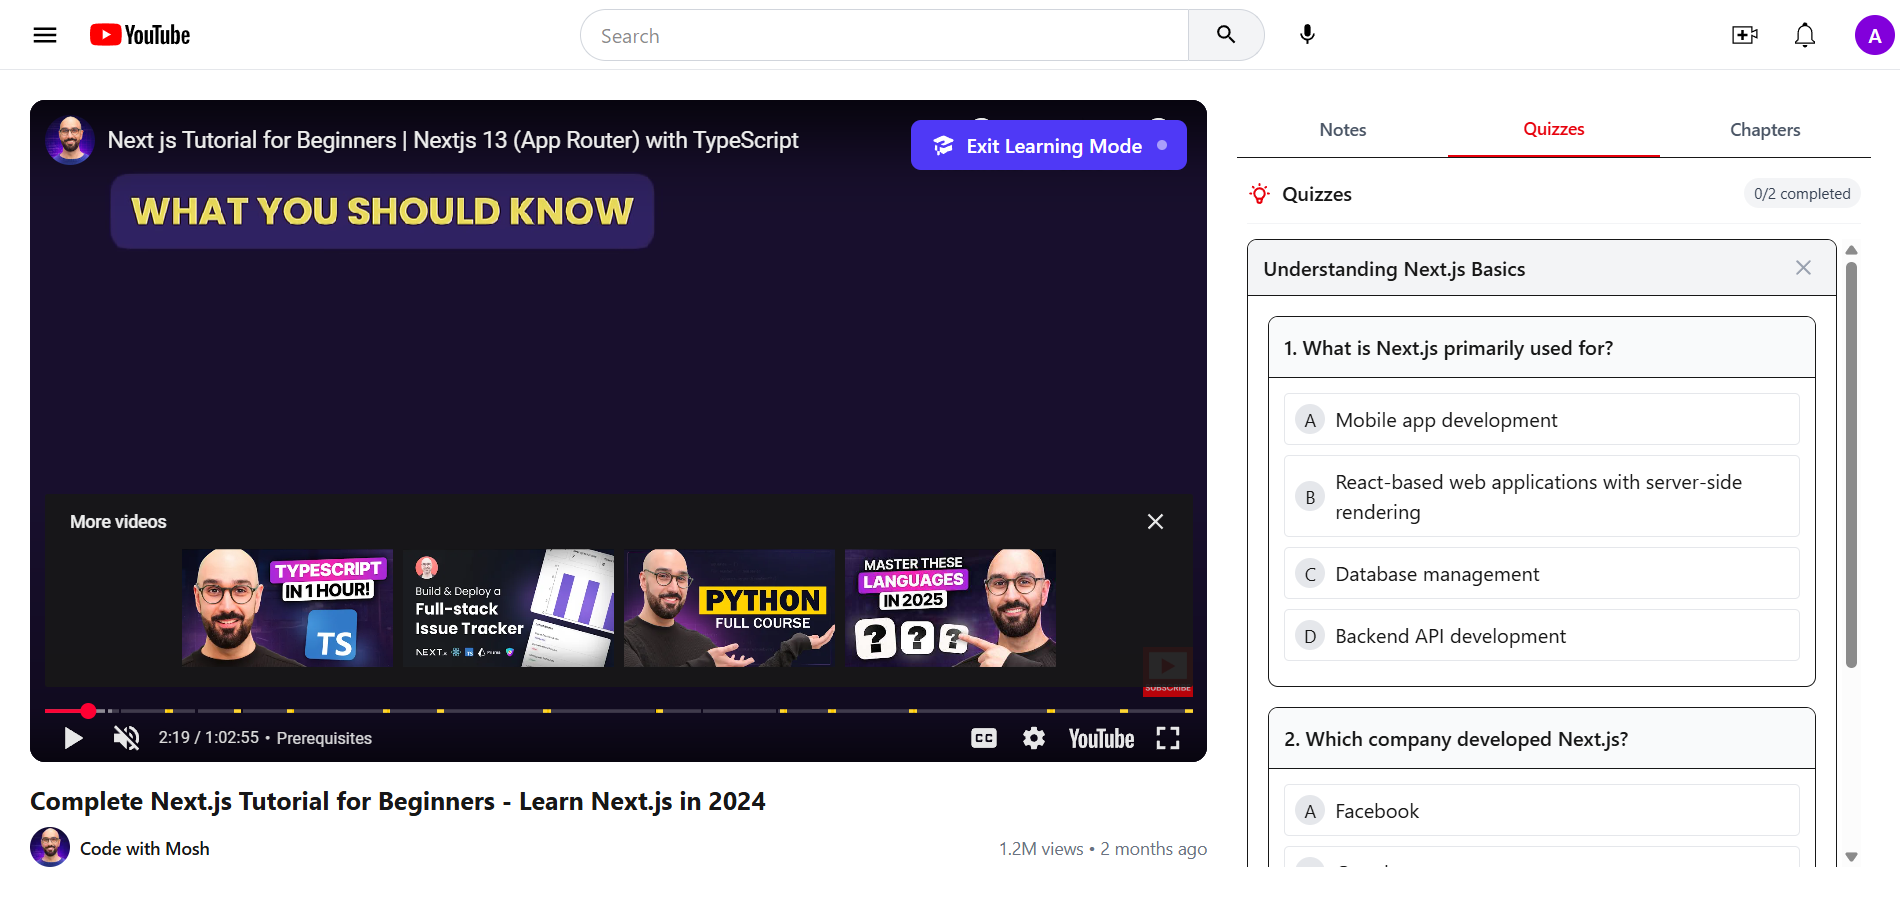 YouTube
Search
A
Next js Tutorial for Beginners | Nextjs 13 (App Router) with TypeScript
Exit Learning Mode
WHAT YOU SHOULD KNOW
More videos
TYPESCRIPT
IN 1 HOUR!
TS
Build & Deploy a
Full-stack
Issue Tracker
NEXT.js
PYTHON
FULL COURSE
MASTER THESE
LANGUAGES
IN 2025
? ? ?
SUBSCRIBE
2:19 / 1:02:55 • Prerequisites
CC
YouTube
Complete Next.js Tutorial for Beginners - Learn Next.js in 2024
Code with Mosh
1.2M views • 2 months ago
Notes
Quizzes
Chapters
Quizzes
0/2 completed
Understanding Next.js Basics
1. What is Next.js primarily used for?
A Mobile app development
B React-based web applications with server-side
rendering
C Database management
D Backend API development
2. Which company developed Next.js?
A Facebook